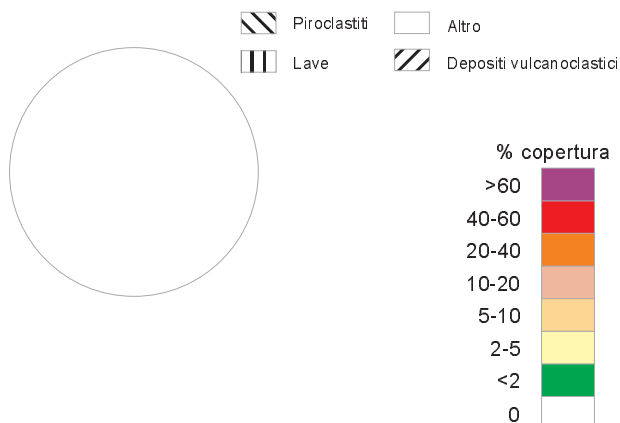 Piroclastiti
Altro
Lave
Depositi vulcanoclastici
% copertura
>60
40-60
20-40
10-20
5-10
2-5
<2
0